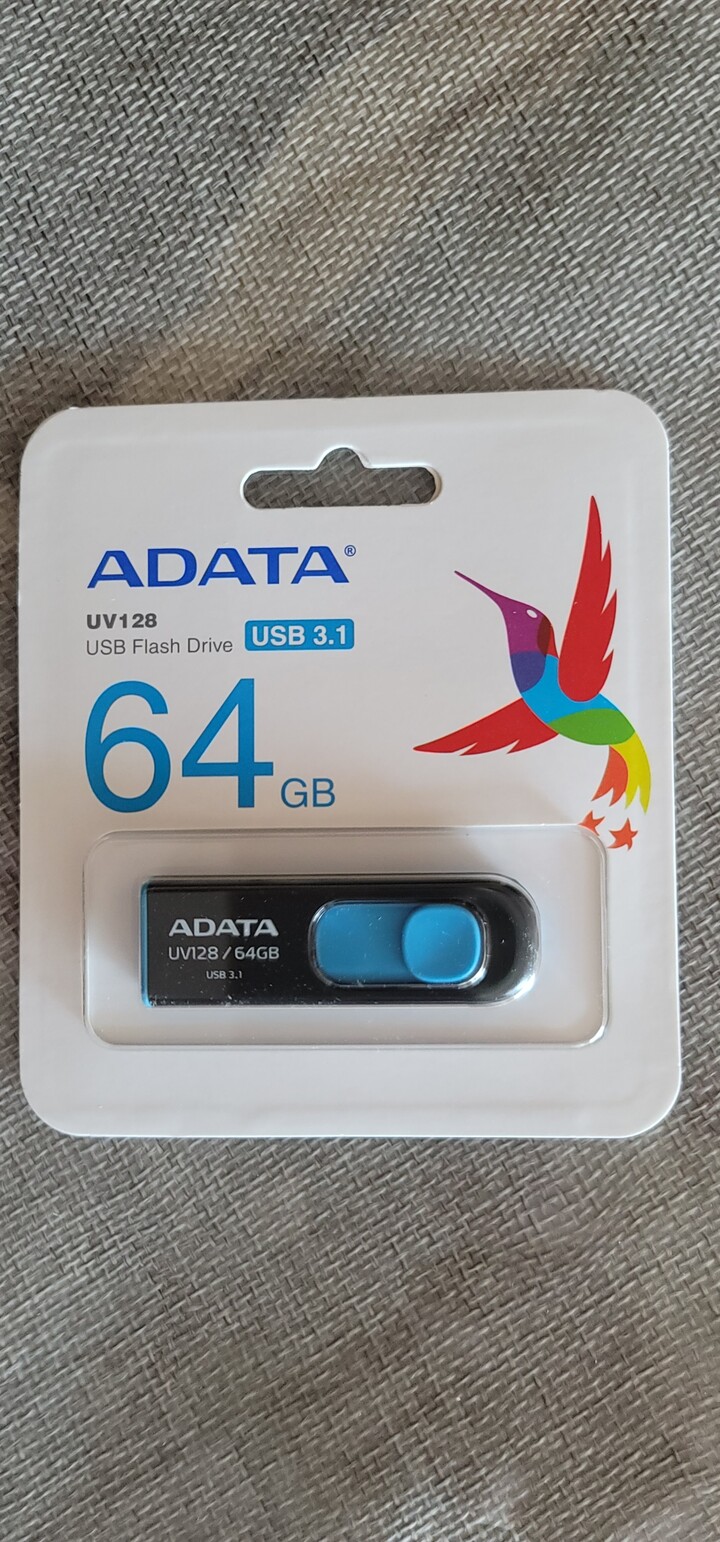 ADATA®
UV128
USB Flash Drive USB 3.1
64 GB
ADATA
UV128 / 64GB
USB 3.1